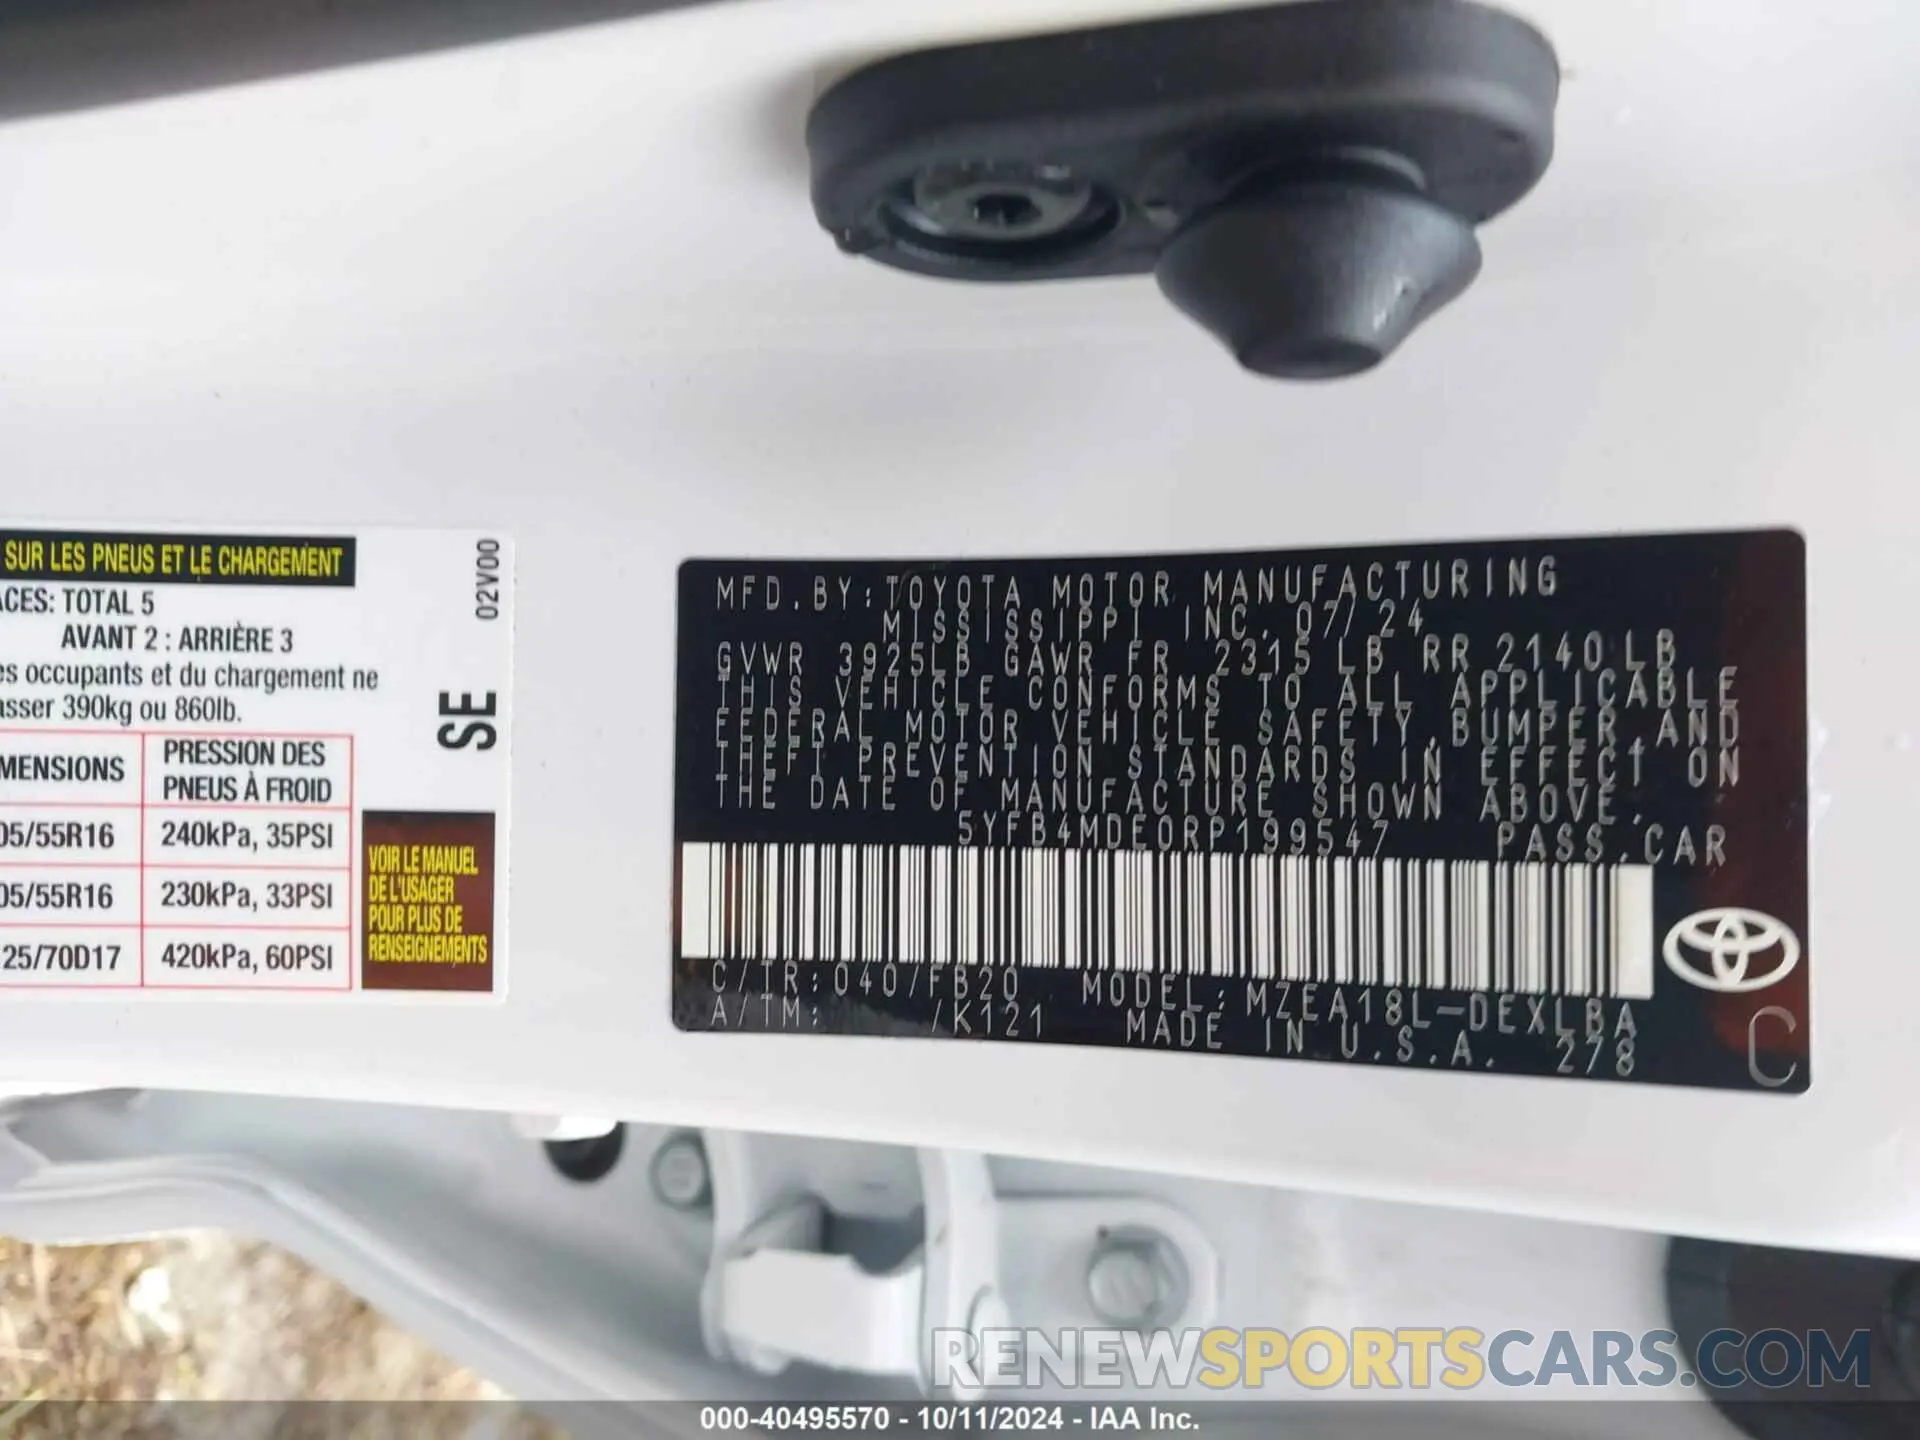 SUR LES PNEUS ET LE CHARGEMENT
ACES: TOTAL 5
AVANT 2 : ARRIÈRE 3
es occupants et du chargement ne
asser 390kg ou 860lb.
MENSIONS
PRESSION DES
PNEUS À FROID
05/55R16 240kPa, 35PSI
05/55R16 230kPa, 33PSI
25/70D17 420kPa, 60PSI
02V00
SE
VOIR LE MANUEL
DE L'USAGER
POUR PLUS DE
RENSEIGNEMENTS
MFD.BY:TOYOTA MOTOR MANUFACTURING
MISSISSIPPI INC. 07/24
GVWR 3925LB GAWR FR 2315LB RR 2140LB
THIS VEHICLE CONFORMS TO ALL APPLICABLE
FEDERAL MOTOR VEHICLE SAFETY,BUMPER,AND
THEFT PREVENTION STANDARDS IN EFFECT ON
THE DATE OF MANUFACTURE SHOWN ABOVE.
5YFB4MDE0RP199547 PASS.CAR
C/TR:040/FB20 MODEL:MZEA18L-DEXLBA
A/TM: /K121 MADE IN U.S.A. 278
C
RENEWSPORTSCARS.COM
000-40495570 - 10/11/2024 - IAA Inc.